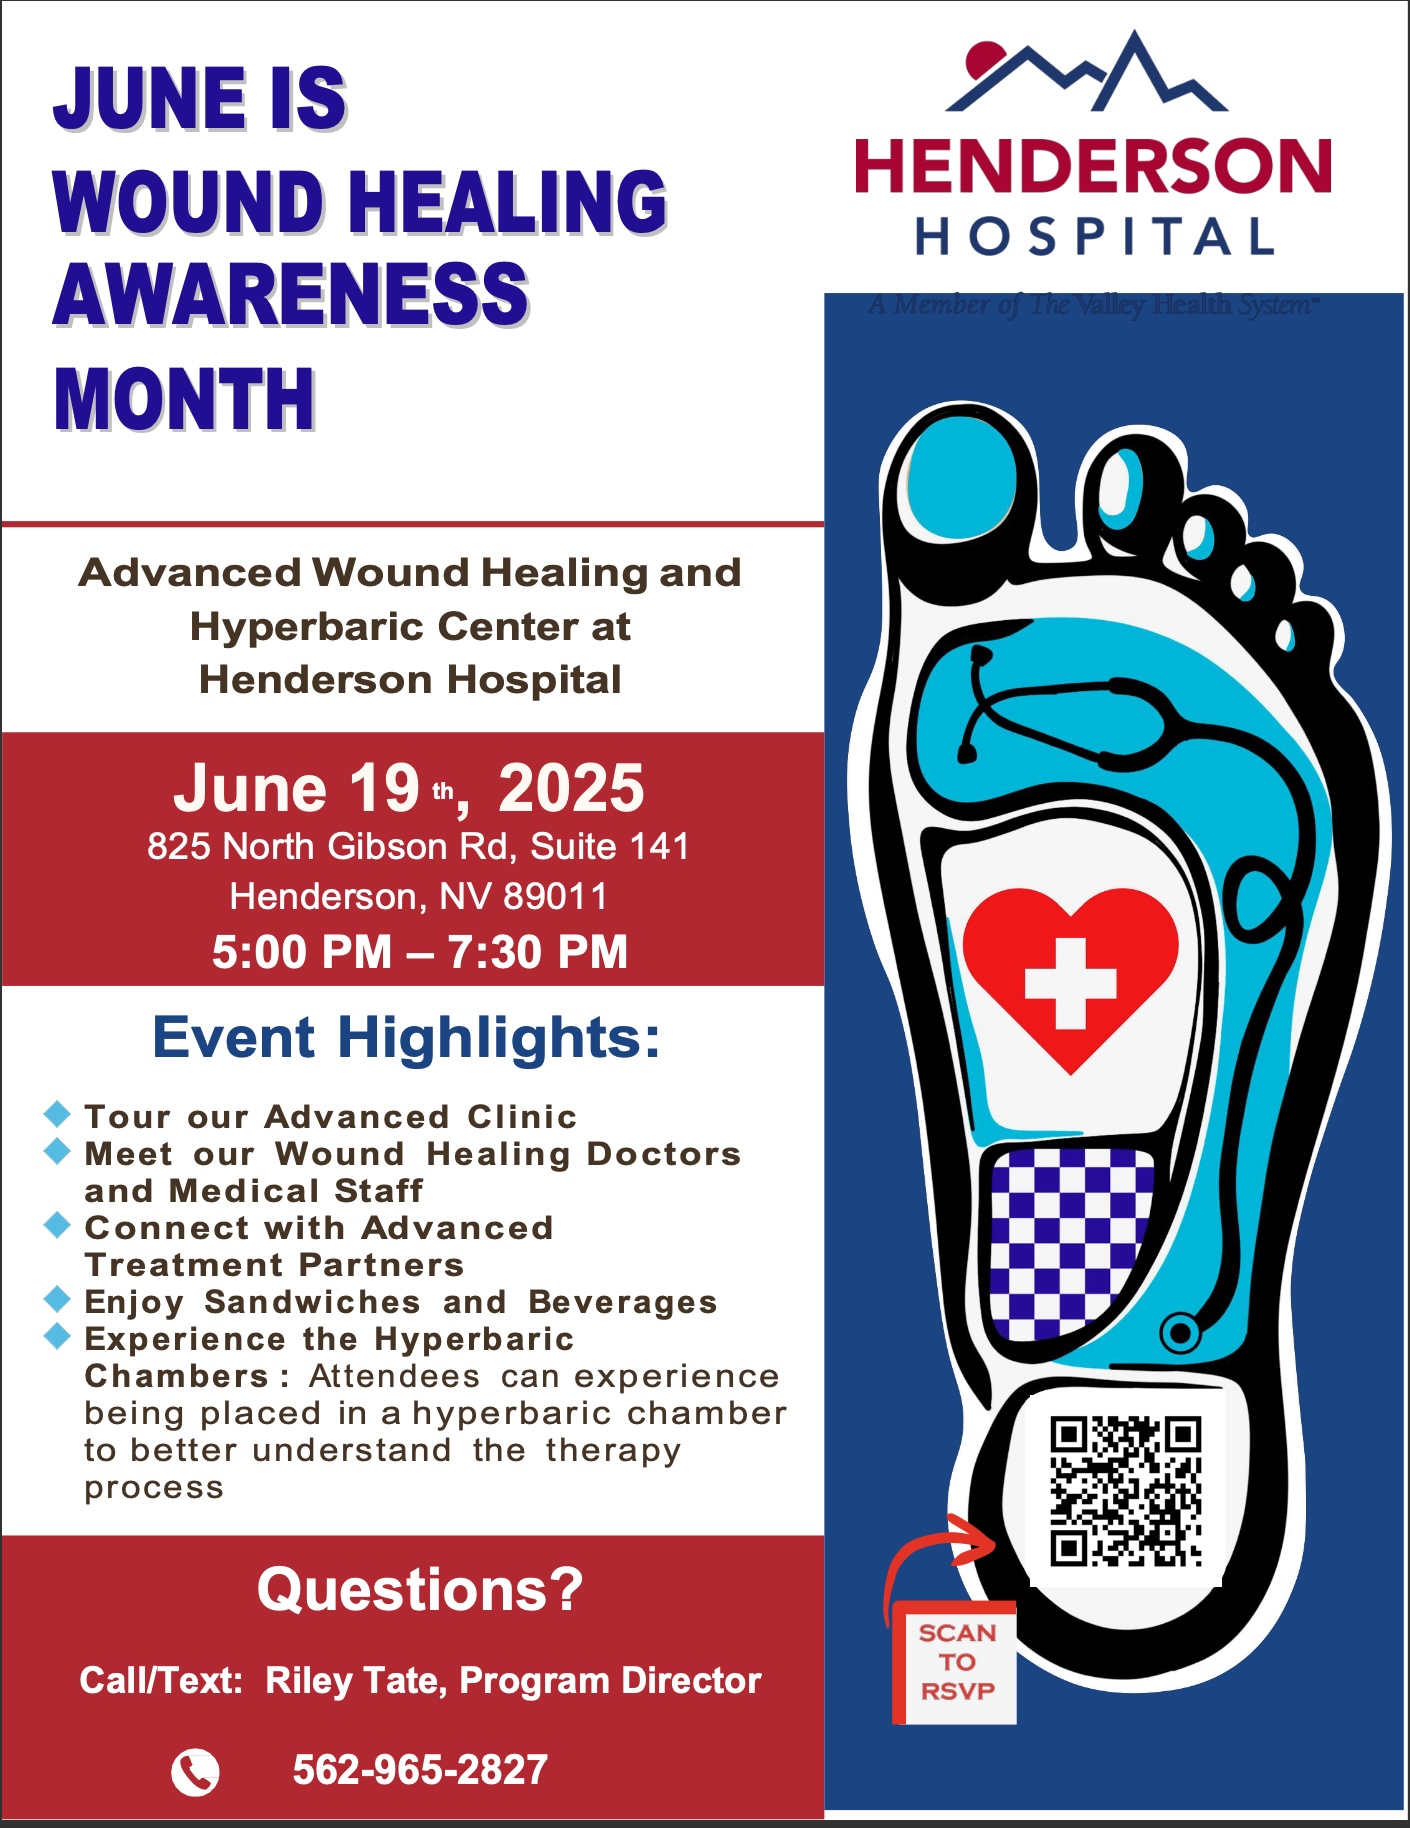 JUNE IS
WOUND HEALING
AWARENESS
MONTH
HENDERSON
HOSPITAL
A Member of The Valley Health System℠
Advanced Wound Healing and
Hyperbaric Center at
Henderson Hospital
June 19 th, 2025
825 North Gibson Rd, Suite 141
Henderson, NV 89011
5:00 PM – 7:30 PM
Event Highlights:
Tour our Advanced Clinic
Meet our Wound Healing Doctors
and Medical Staff
Connect with Advanced
Treatment Partners
Enjoy Sandwiches and Beverages
Experience the Hyperbaric
Chambers : Attendees can experience
being placed in a hyperbaric chamber
to better understand the therapy
process
Questions?
Call/Text: Riley Tate, Program Director
562-965-2827
SCAN
TO
RSVP